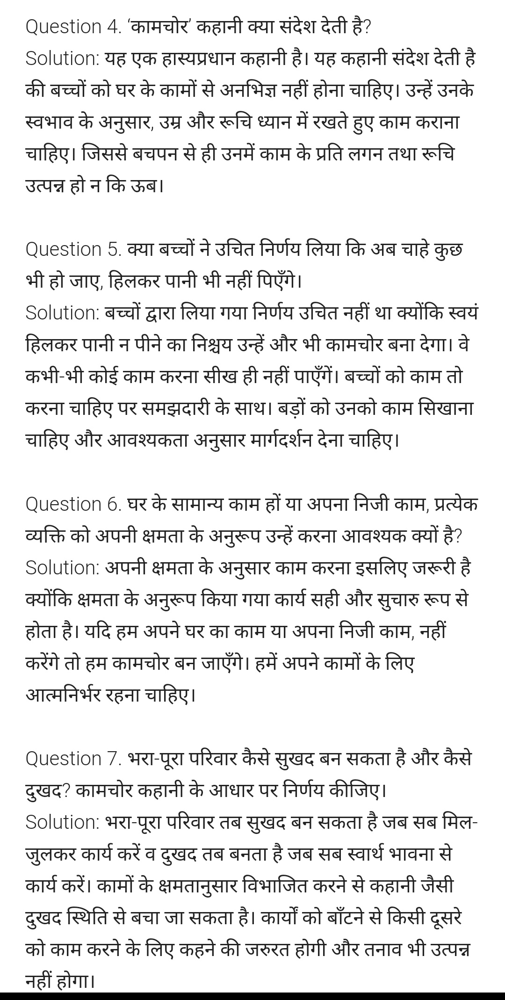 Question 4. ‘कामचोर’ कहानी क्या संदेश देती है?
Solution: यह एक हास्यप्रधान कहानी है। यह कहानी संदेश देती है
की बच्चों को घर के कामों से अनभिज्ञ नहीं होना चाहिए। उन्हें उनके
स्वभाव के अनुसार, उम्र और रूचि ध्यान में रखते हुए काम कराना
चाहिए। जिससे बचपन से ही उनमें काम के प्रति लगन तथा रूचि
उत्पन्न हो न कि ऊब।
Question 5. क्या बच्चों ने उचित निर्णय लिया कि अब चाहे कुछ
भी हो जाए, हिलकर पानी भी नहीं पिएँगे।
Solution: बच्चों द्वारा लिया गया निर्णय उचित नहीं था क्योंकि स्वयं
हिलकर पानी न पीने का निश्चय उन्हें और भी कामचोर बना देगा। वे
कभी-भी कोई काम करना सीख ही नहीं पाएँगें। बच्चों को काम तो
करना चाहिए पर समझदारी के साथ। बड़ों को उनको काम सिखाना
चाहिए और आवश्यकता अनुसार मार्गदर्शन देना चाहिए।
Question 6. घर के सामान्य काम हों या अपना निजी काम, प्रत्येक
व्यक्ति को अपनी क्षमता के अनुरूप उन्हें करना आवश्यक क्यों है?
Solution: अपनी क्षमता के अनुसार काम करना इसलिए जरूरी है
क्योंकि क्षमता के अनुरूप किया गया कार्य सही और सुचारु रूप से
होता है। यदि हम अपने घर का काम या अपना निजी काम, नहीं
करेंगे तो हम कामचोर बन जाएँगे। हमें अपने कामों के लिए
आत्मनिर्भर रहना चाहिए।
Question 7. भरा-पूरा परिवार कैसे सुखद बन सकता है और कैसे
दुखद? कामचोर कहानी के आधार पर निर्णय कीजिए।
Solution: भरा-पूरा परिवार तब सुखद बन सकता है जब सब मिल-
जुलकर कार्य करें व दुखद तब बनता है जब सब स्वार्थ भावना से
कार्य करें। कामों के क्षमतानुसार विभाजित करने से कहानी जैसी
दुखद स्थिति से बचा जा सकता है। कार्यों को बाँटने से किसी दूसरे
को काम करने के लिए कहने की जरुरत होगी और तनाव भी उत्पन्न
नहीं होगा।